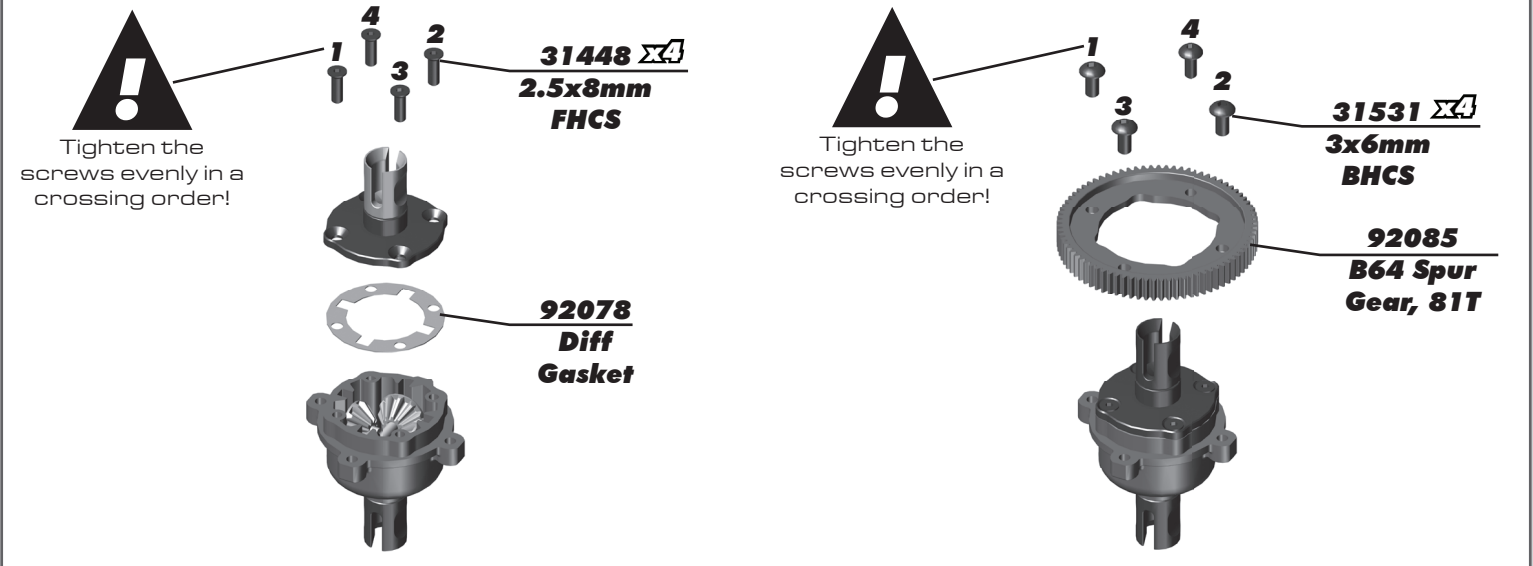 4
2
1
3
31448 x4
2.5x8mm
FHCS
!
Tighten the
screws evenly in a
crossing order!
92078
Diff
Gasket
4
1
2
3
31531 x4
3x6mm
BHCS
!
Tighten the
screws evenly in a
crossing order!
92085
B64 Spur
Gear, 81T